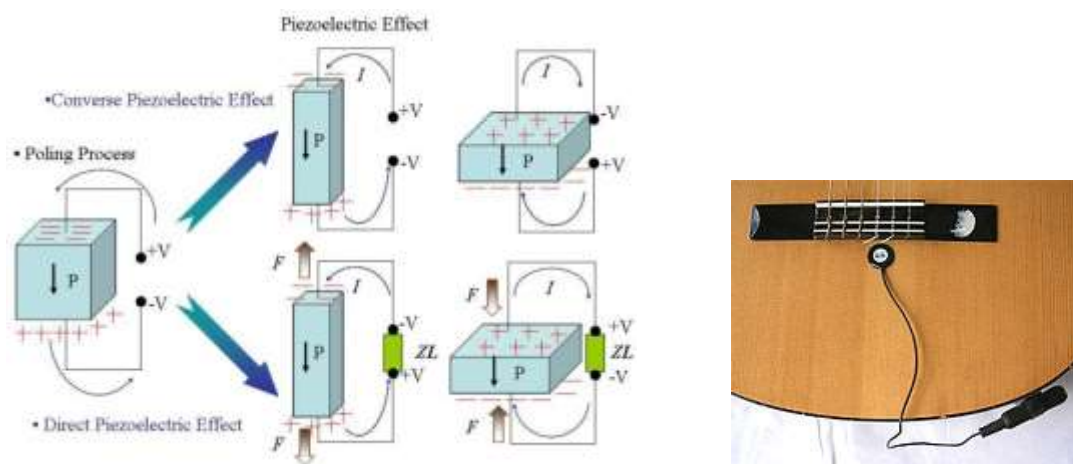 Piezoelectric Effect
•Converse Piezoelectric Effect
I
+V
-V
P
I
-V
+V
P
• Poling Process
+V
-V
P
F
I
-V
ZL
+V
P
F
F
I
+V
ZL
-V
P
F
• Direct Piezoelectric Effect